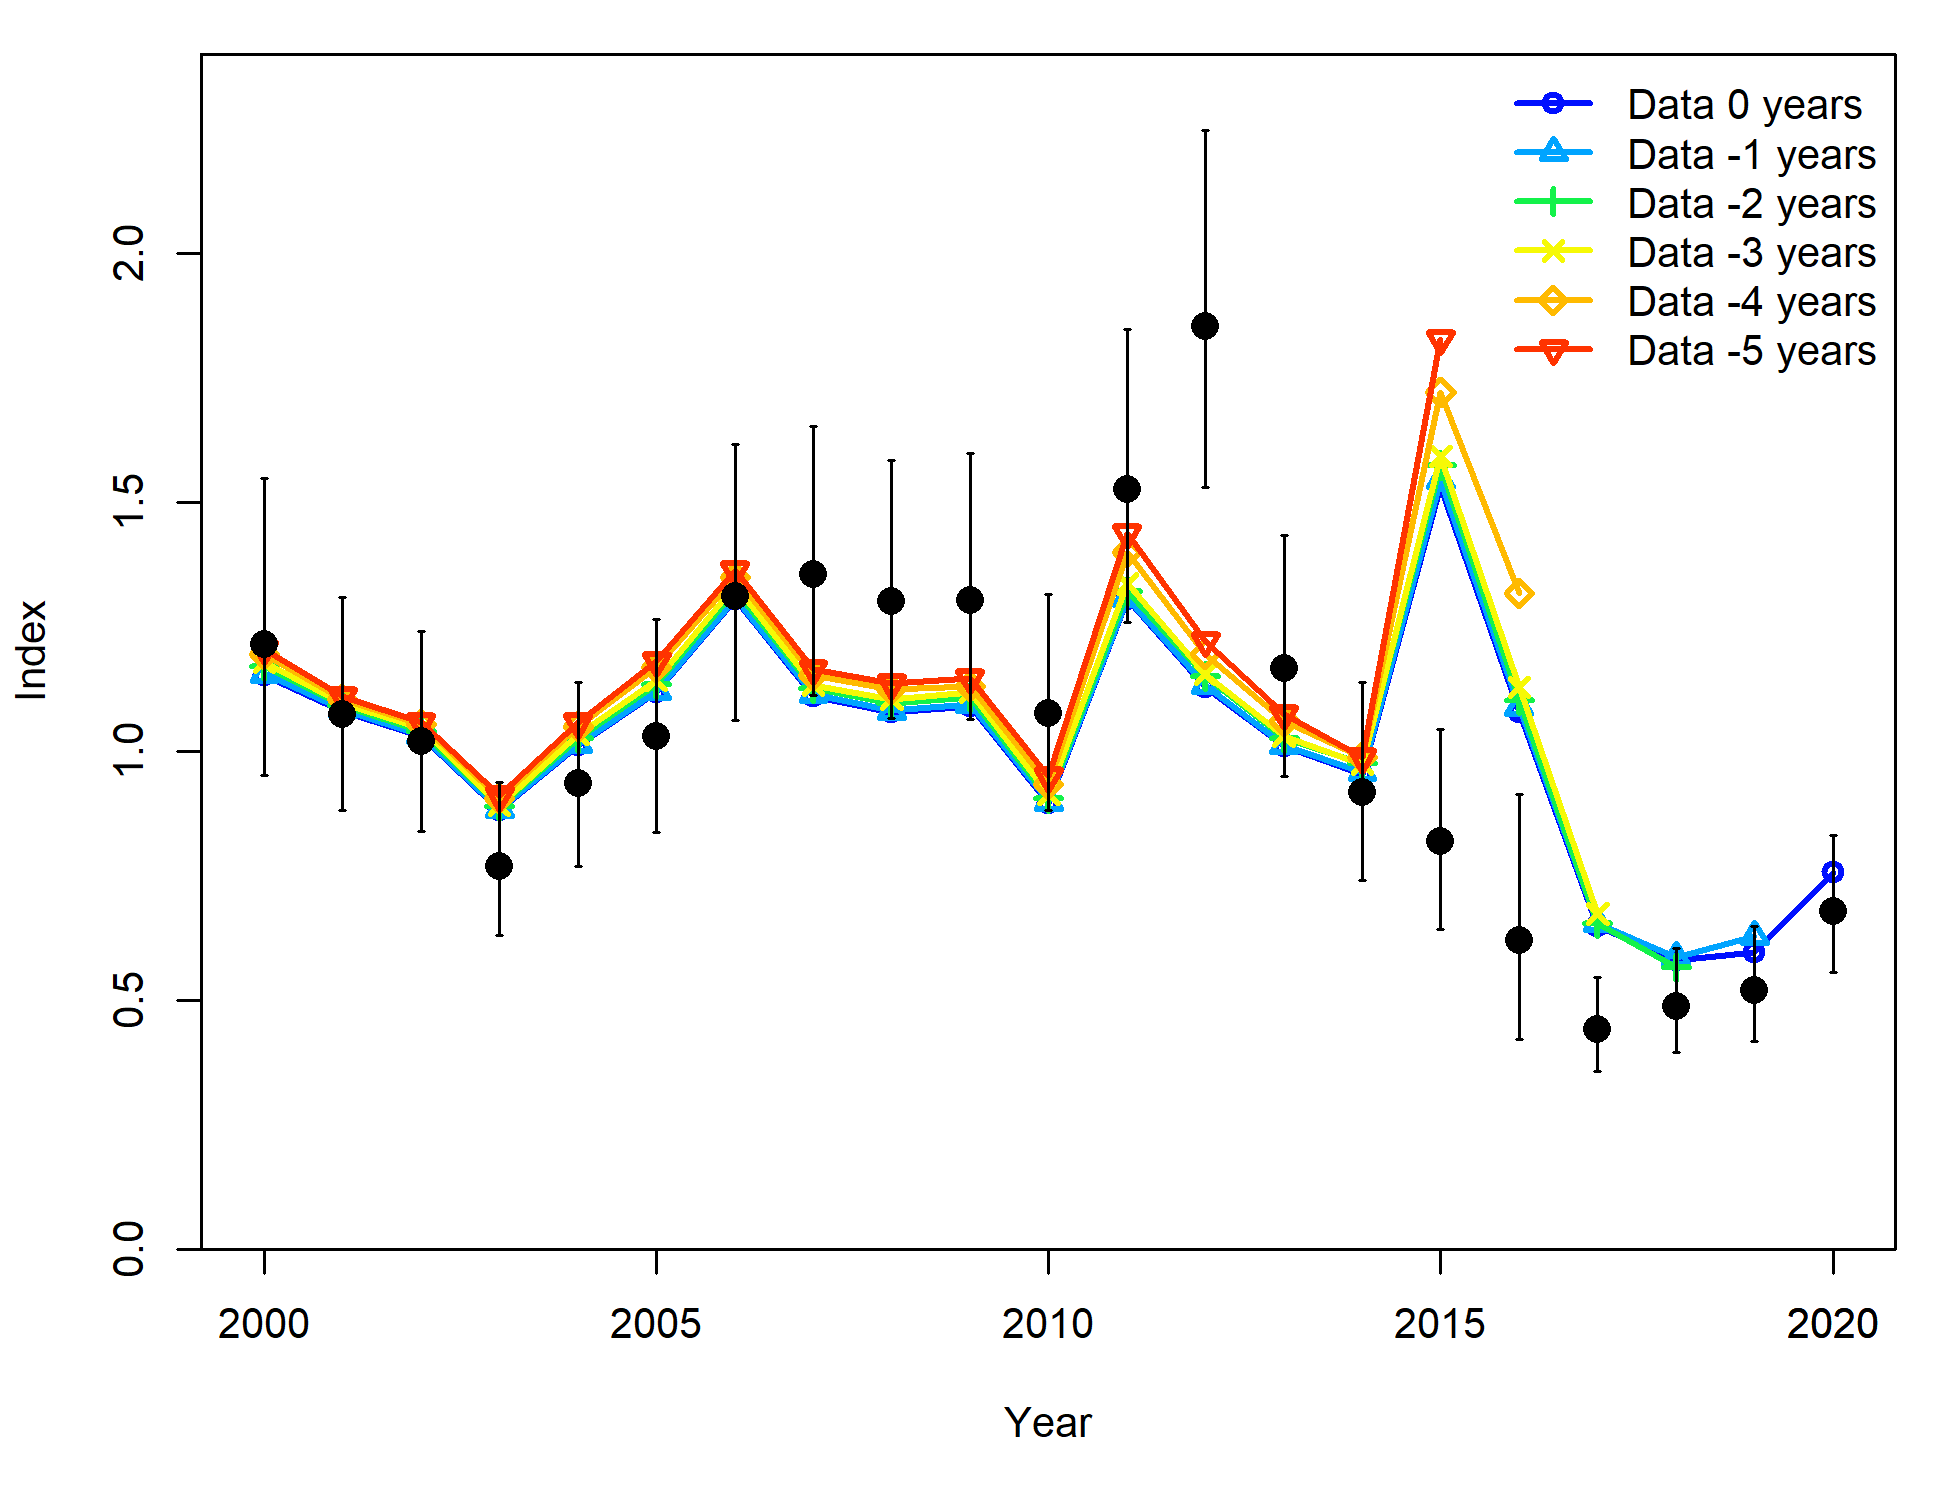 Data 0 years
Data -1 years
Data -2 years
Data -3 years
Data -4 years
Data -5 years
2.0
1.5
1.0
0.5
0.0
Index
2000 2005 2010 2015 2020
Year